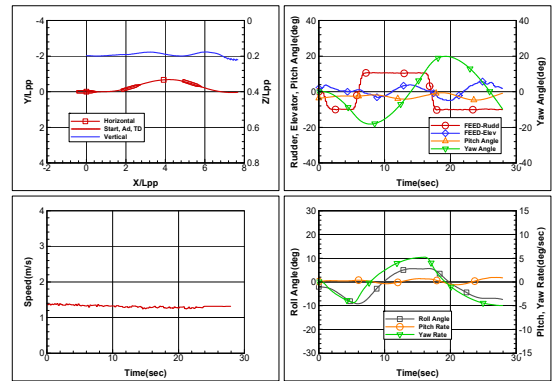 -4
-2
0
2
4
Y/Lpp
0
0.2
0.4
0.6
0.8
Z/Lpp
Horizontal
Start, Ad, TD
Vertical
-2 0 2 4 6 8
X/Lpp
40
20
0
-20
-40
Rudder, Elevator, Pitch Angle(deg)
40
20
0
-20
-40
Yaw Angle(deg)
FEED-Rudd
FEED-Elev
Pitch Angle
Yaw Angle
0 10 20 30
Time(sec)
4
3
2
1
0
Speed(m/s)
0 10 20 30
Time(sec)
30
20
10
0
-10
-20
-30
Roll Angle(deg)
15
10
5
0
-5
-10
-15
Pitch, Yaw Rate(deg/sec)
Roll Angle
Pitch Rate
Yaw Rate
0 10 20 30
Time(sec)